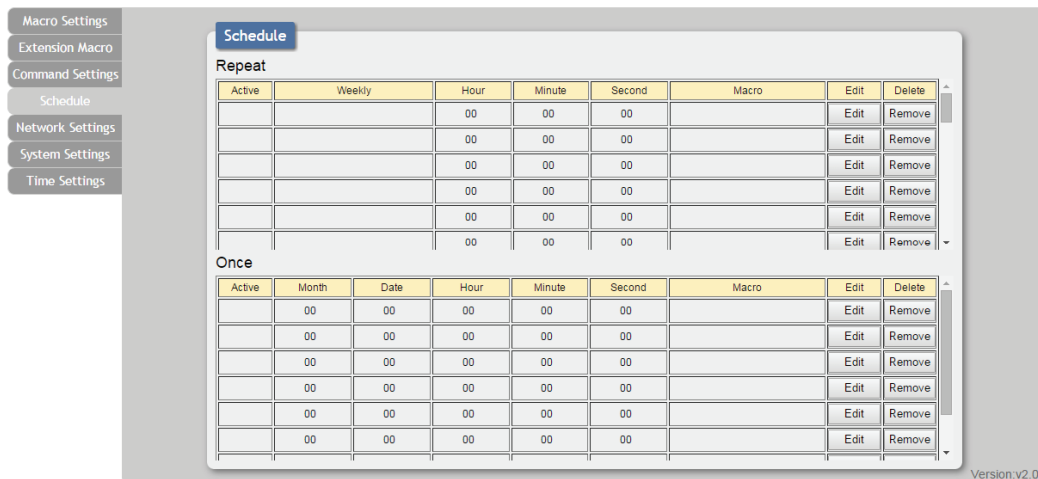 Macro Settings
Extension Macro
Command Settings
Schedule
Network Settings
System Settings
Time Settings
Schedule
Repeat
Active Weekly Hour Minute Second Macro Edit Delete
00 00 00 Edit Remove
00 00 00 Edit Remove
00 00 00 Edit Remove
00 00 00 Edit Remove
00 00 00 Edit Remove
00 00 00 Edit Remove
Once
Active Month Date Hour Minute Second Macro Edit Delete
00 00 00 00 00 Edit Remove
00 00 00 00 00 Edit Remove
00 00 00 00 00 Edit Remove
00 00 00 00 00 Edit Remove
00 00 00 00 00 Edit Remove
00 00 00 00 00 Edit Remove
Version:v2.0